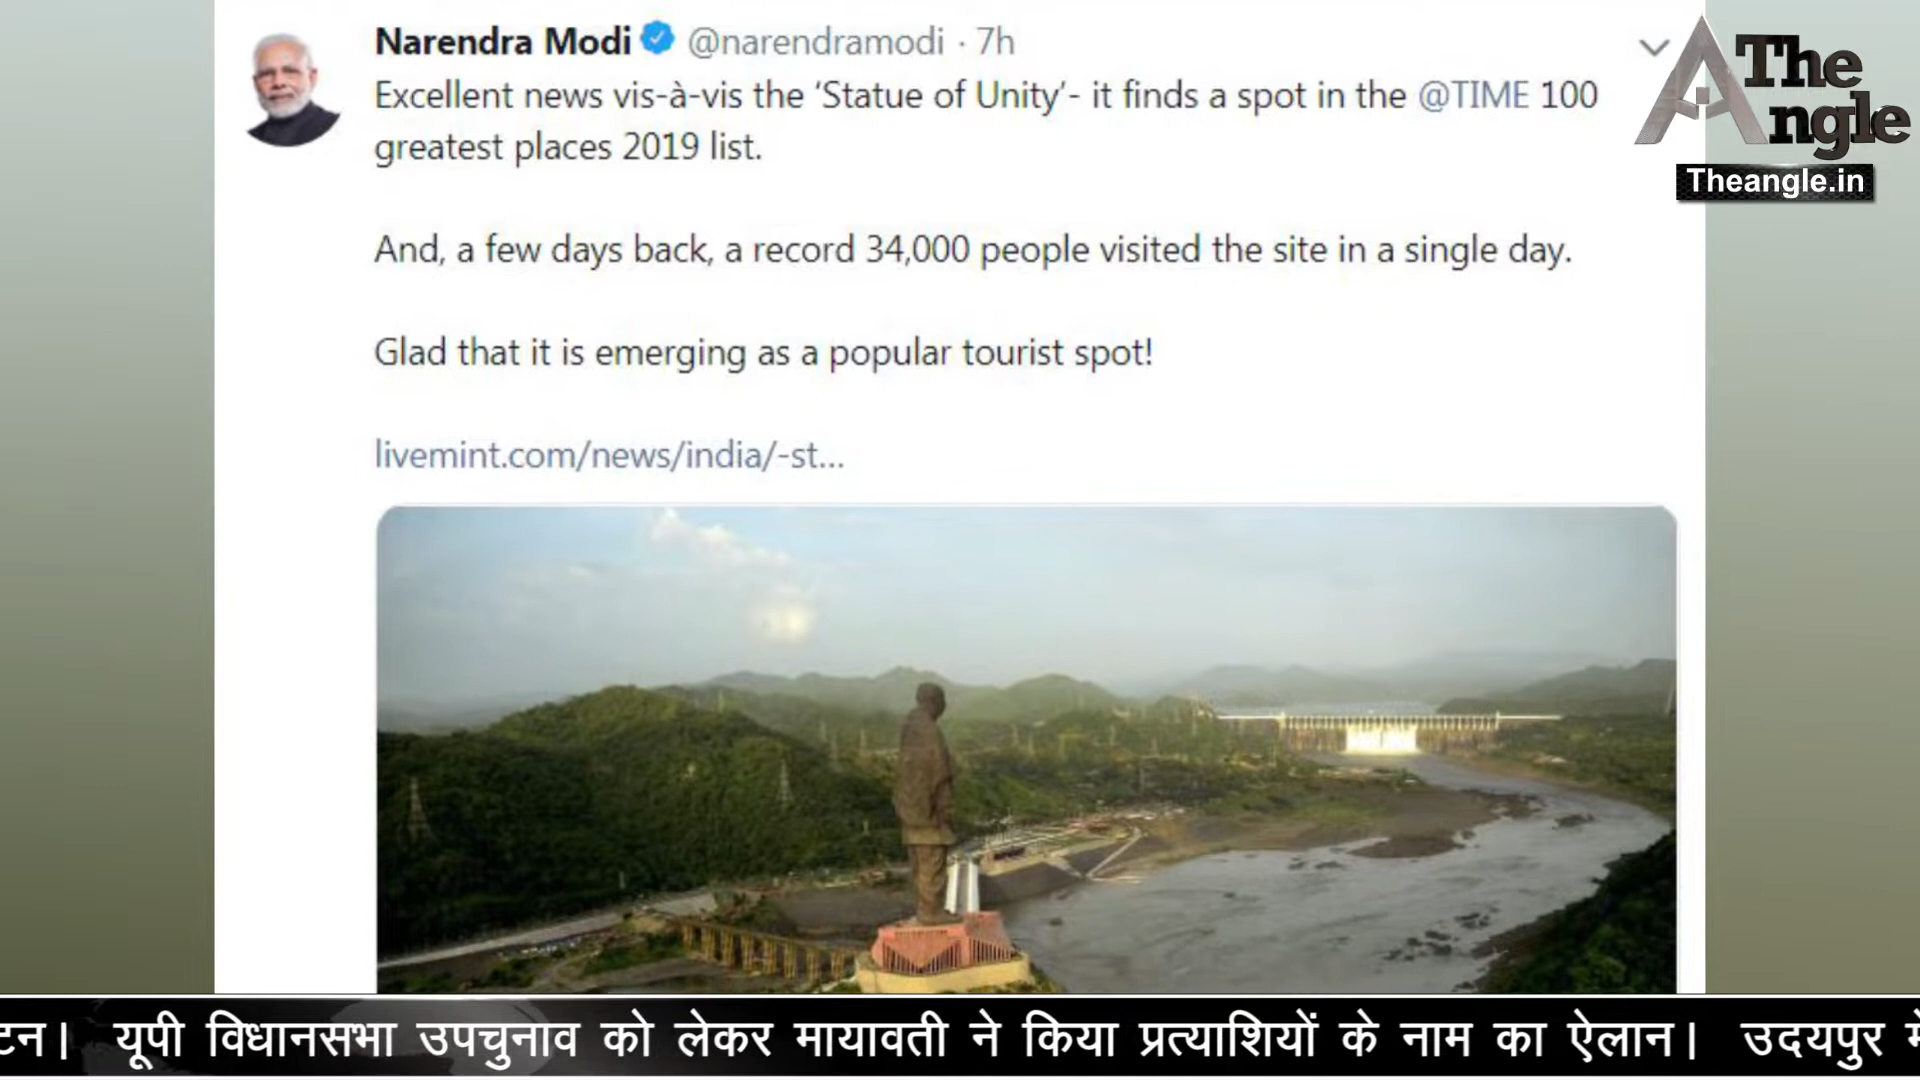 Narendra Modi @narendramodi · 7h
Excellent news vis-à-vis the ‘Statue of Unity’- it finds a spot in the @TIME 100
greatest places 2019 list.
And, a few days back, a record 34,000 people visited the site in a single day.
Glad that it is emerging as a popular tourist spot!
livemint.com/news/india/-st...
The
Angle
Theangle.in
टन। यूपी विधानसभा उपचुनाव को लेकर मायावती ने किया प्रत्याशियों के नाम का ऐलान। उदयपुर में